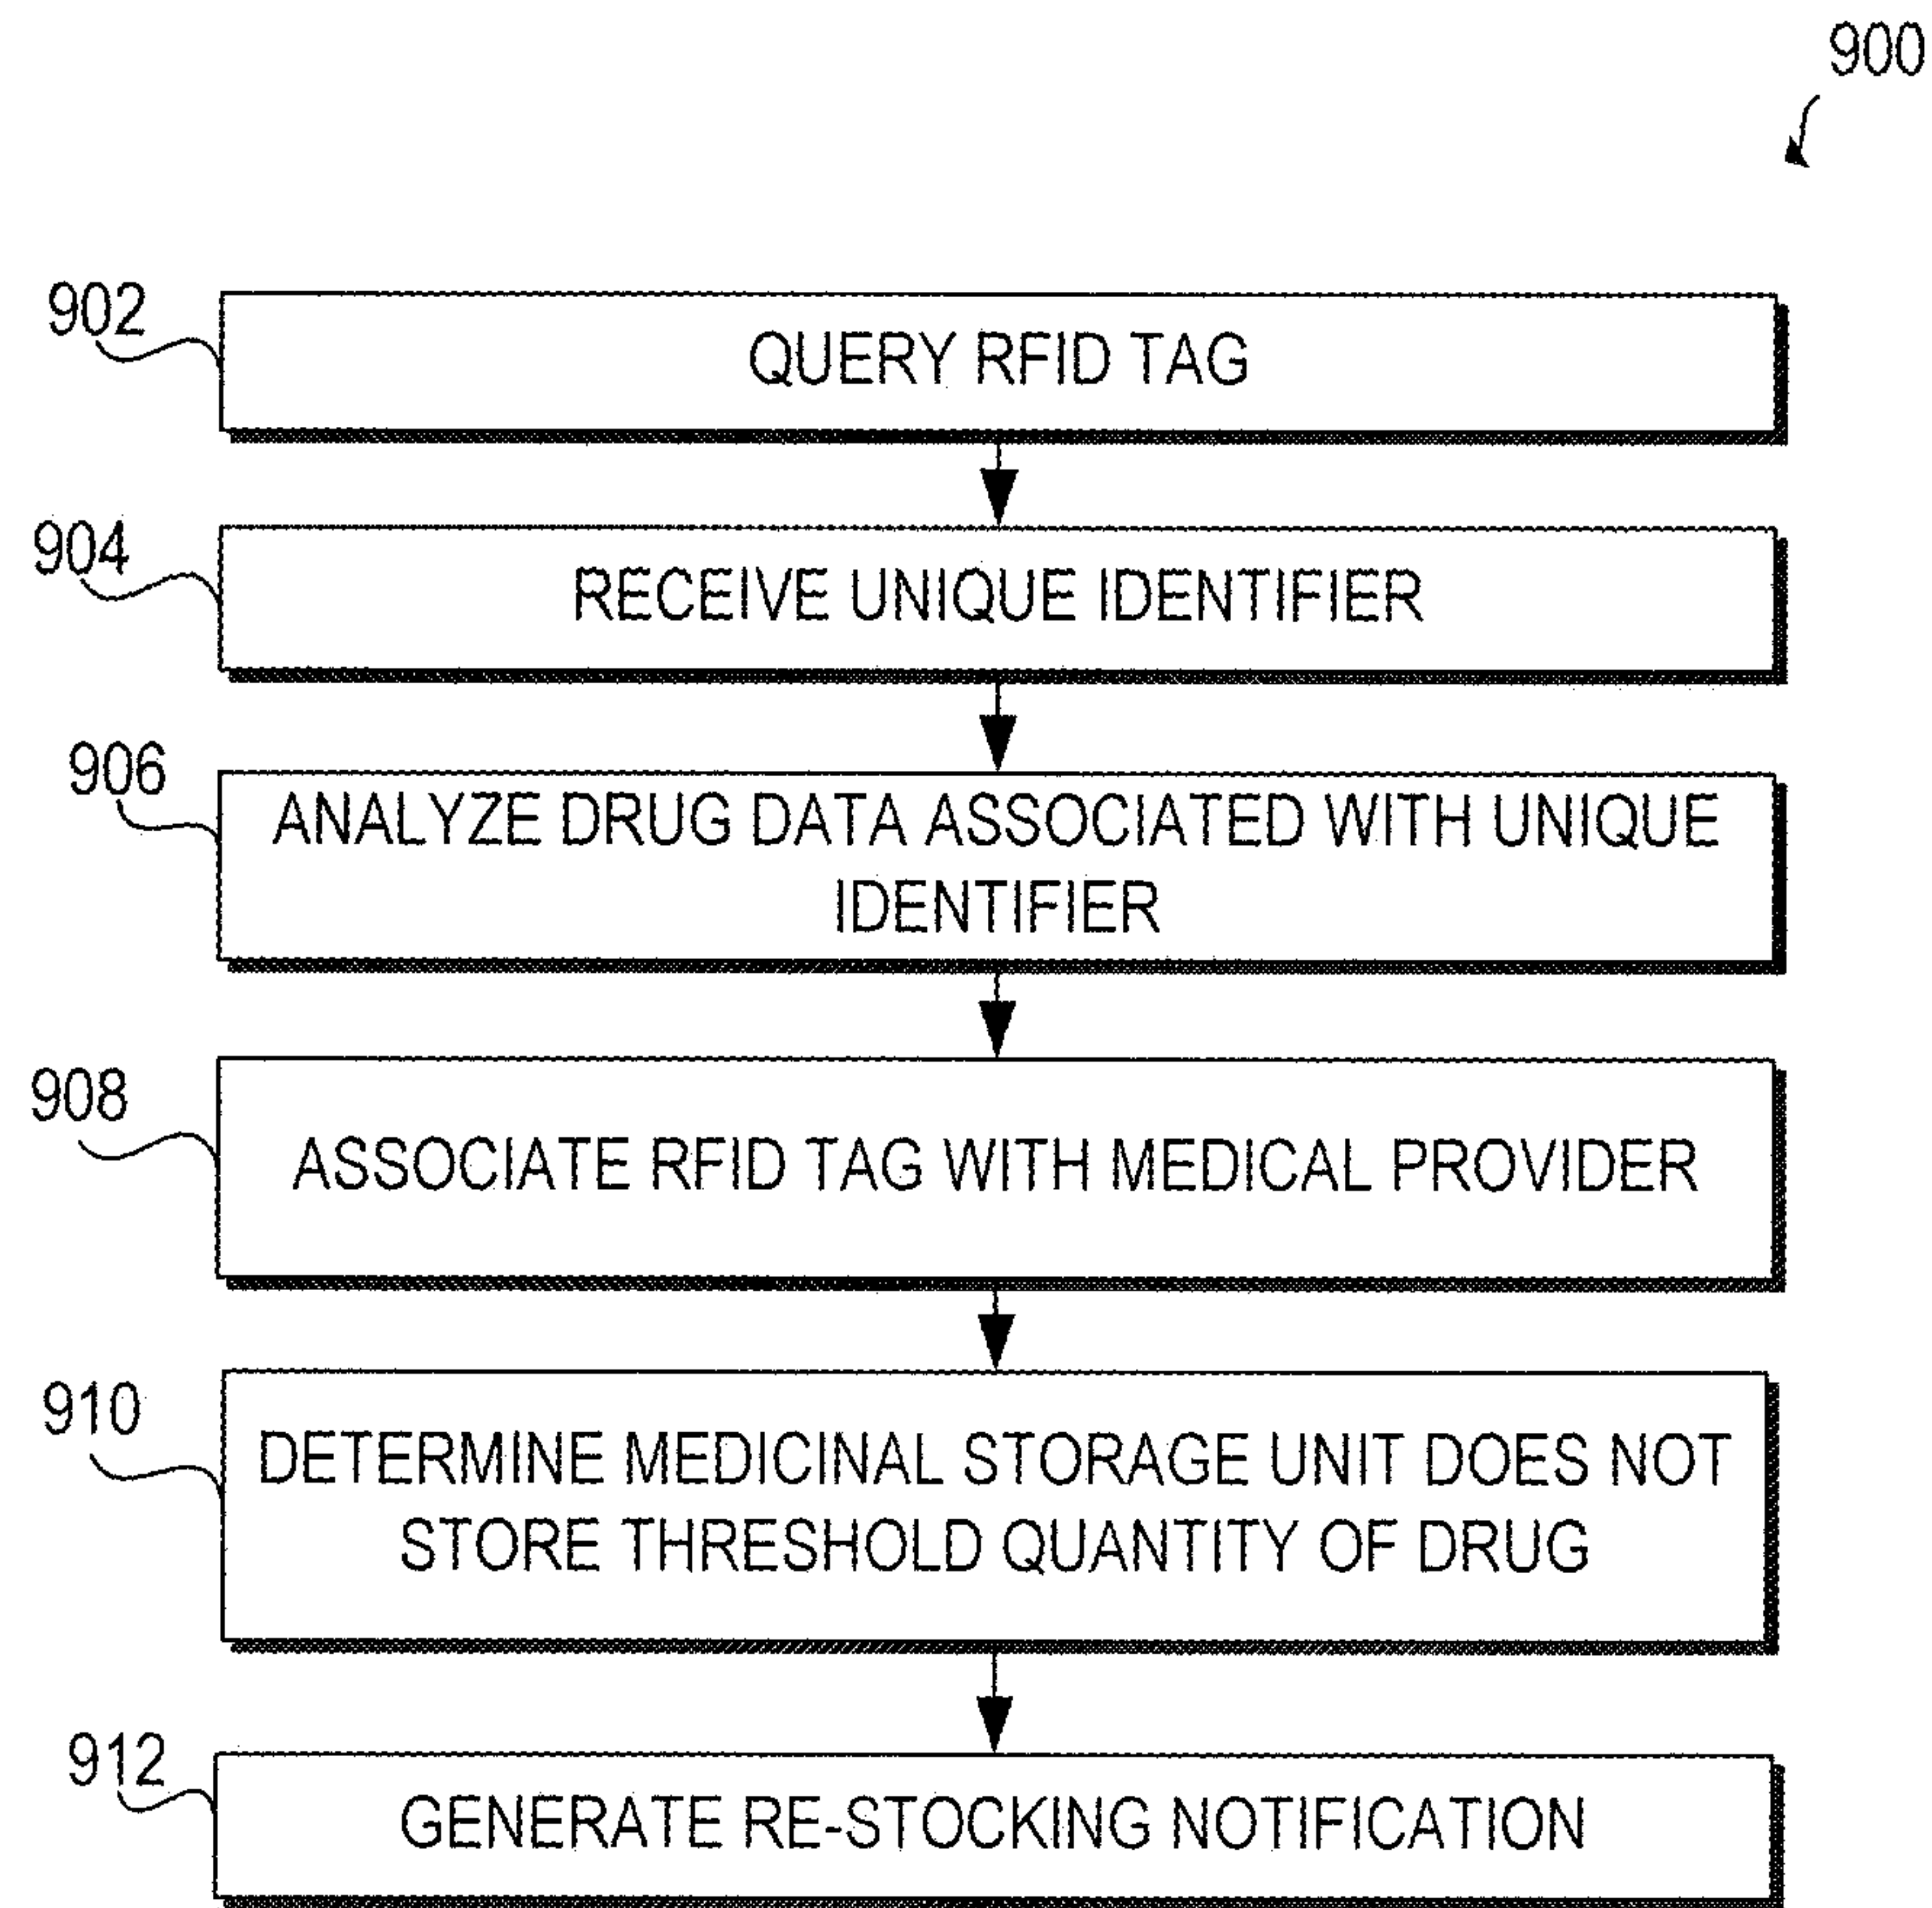 900
902
QUERY RFID TAG
904
RECEIVE UNIQUE IDENTIFIER
906
ANALYZE DRUG DATA ASSOCIATED WITH UNIQUE
IDENTIFIER
908
ASSOCIATE RFID TAG WITH MEDICAL PROVIDER
910
DETERMINE MEDICINAL STORAGE UNIT DOES NOT
STORE THRESHOLD QUANTITY OF DRUG
912
GENERATE RE-STOCKING NOTIFICATION